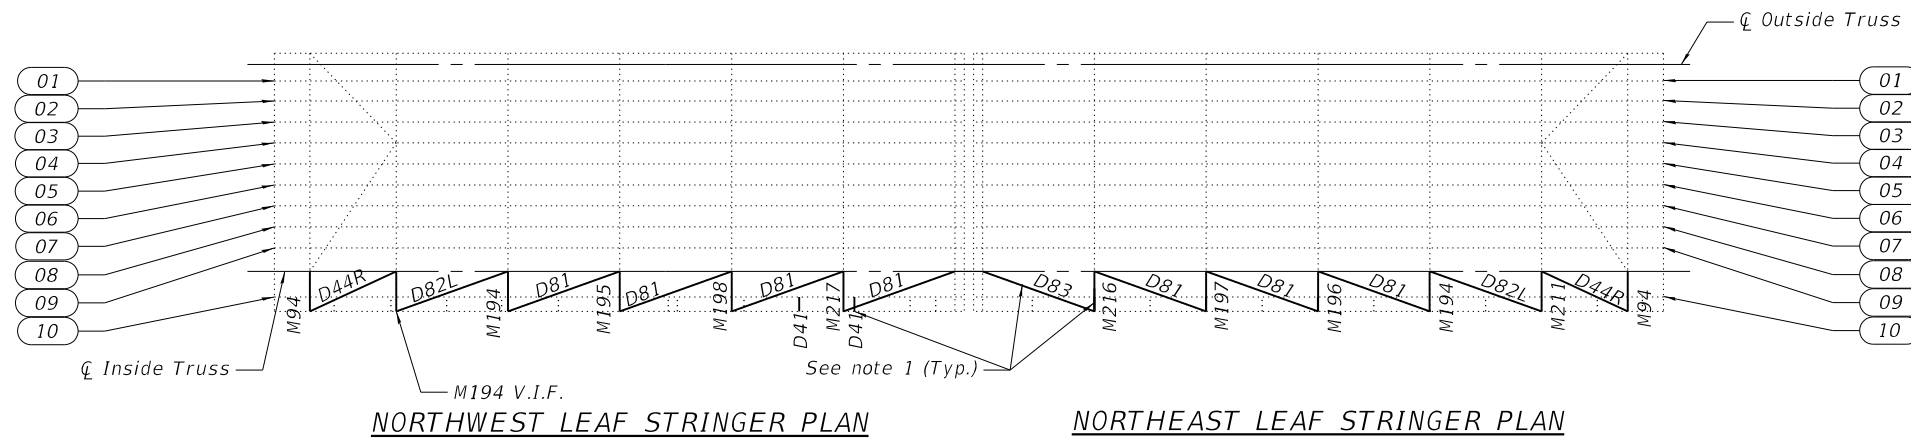 ℄ Outside Truss
01
02
03
04
05
06
07
08
09
10
01
02
03
04
05
06
07
08
09
10
M94
D44R
D82L
M194
D81
M195
D81
M198
D81
D41
M217
D41
D81
D83
M216
D81
M197
D81
M196
D81
M194
D82L
M211
D44R
M94
℄ Inside Truss
See note 1 (Typ.)
M194 V.I.F.
NORTHWEST LEAF STRINGER PLAN
NORTHEAST LEAF STRINGER PLAN